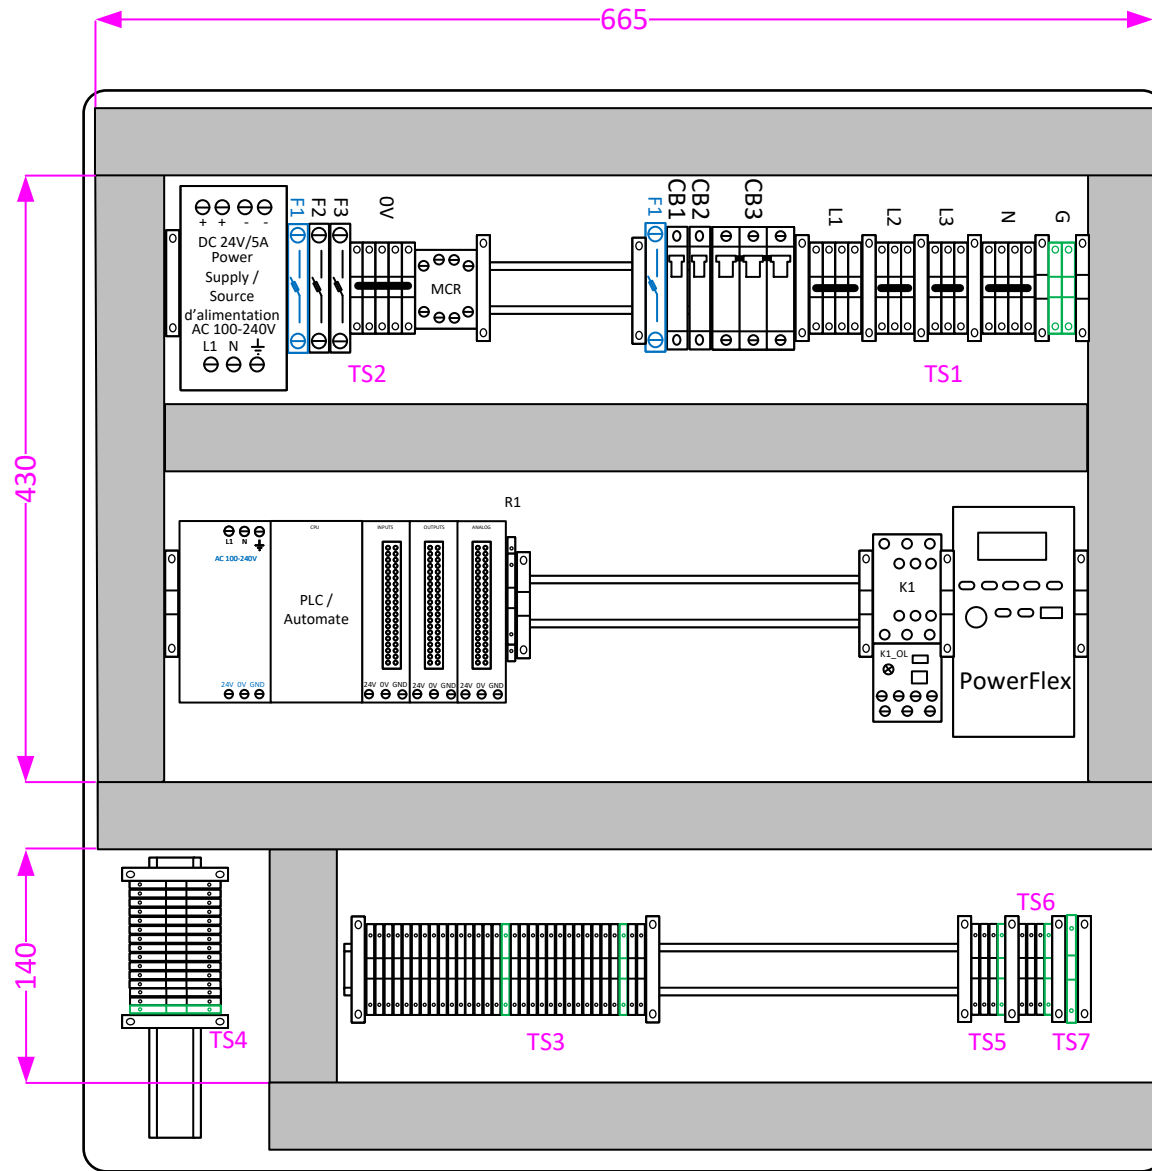 665
430
140
+ + - -
DC 24V/5A
Power
Supply /
Source
d’alimentation
AC 100-240V
L1 N
F1
F2
F3
0V
MCR
TS2
F1
CB1
CB2
CB3
L1
L2
L3
N
G
TS1
L1 N
AC 100-240V
24V 0V GND
CPU
PLC /
Automate
INPUTS
24V 0V GND
OUTPUTS
24V 0V GND
ANALOG
24V 0V GND
R1
K1
K1_OL
PowerFlex
TS4
TS3
TS5
TS6
TS7